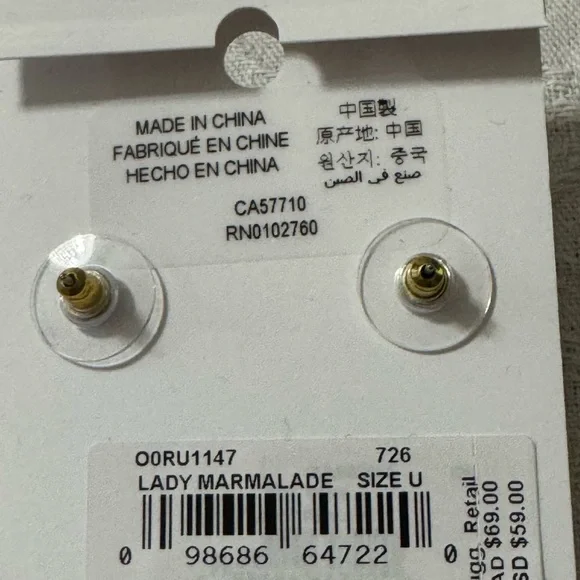 MADE IN CHINA
FABRIQUÉ EN CHINE
HECHO EN CHINA
中国製
原产地: 中国
원산지: 중국
صنع في الصين
CA57710
RN0102760
O0RU1147 726
LADY MARMALADE SIZE U
0 98686 64722 0
gg. Retail
AD $69.00
SD $59.00